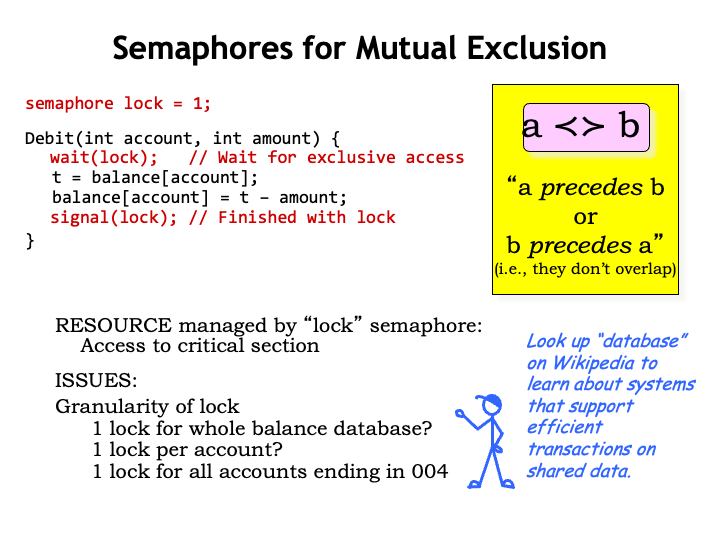 Semaphores for Mutual Exclusion
semaphore lock = 1;
Debit(int account, int amount) {
wait(lock);   // Wait for exclusive access
t = balance[account];
balance[account] = t – amount;
signal(lock); // Finished with lock
}
a ≺≻ b
“a precedes b
or
b precedes a”
(i.e., they don’t overlap)
RESOURCE managed by “lock” semaphore:
Access to critical section
ISSUES:
Granularity of lock
1 lock for whole balance database?
1 lock per account?
1 lock for all accounts ending in 004
Look up “database”
on Wikipedia to
learn about systems
that support
efficient
transactions on
shared data.